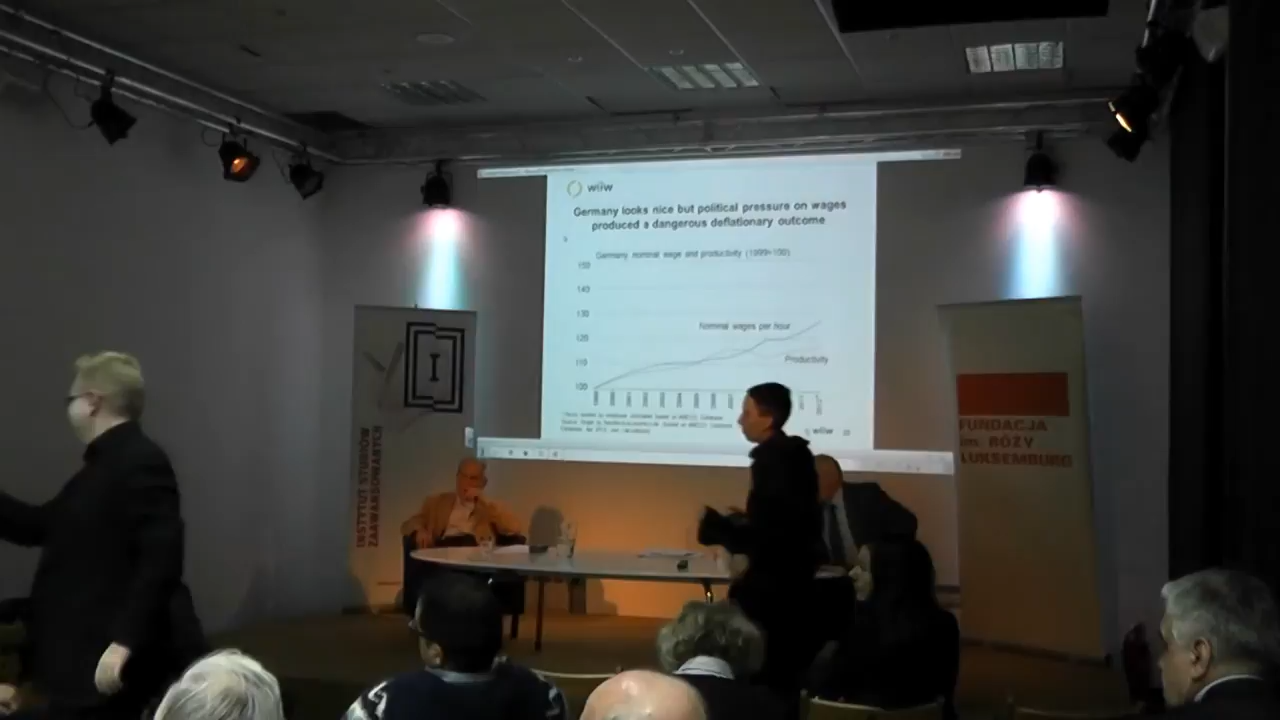 wiiw
Germany looks nice but political pressure on wages
produced a dangerous deflationary outcome
Germany nominal wage and productivity (1999=100)
150
140
130
120
110
100
Nominal wages per hour
Productivity
wiiw
I
INSTYTUT STUDIÓW
ZAAWANSOWANYCH
FUNDACJA
im. RÓŻY
LUKSEMBURG